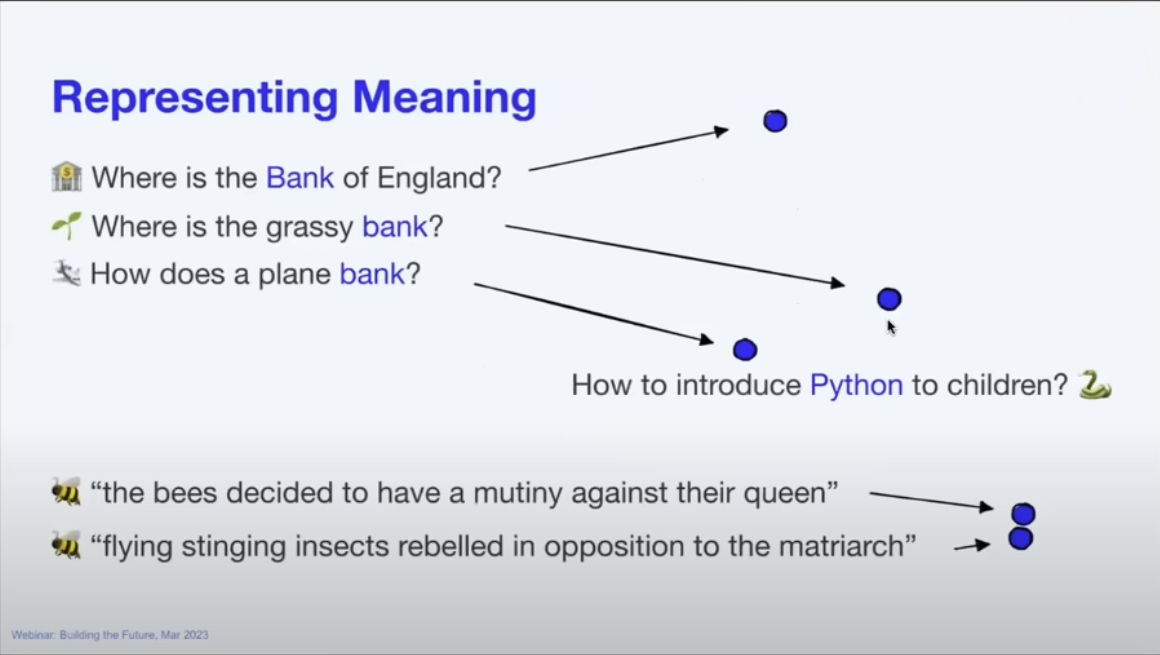 Representing Meaning
Where is the Bank of England?
Where is the grassy bank?
How does a plane bank?
How to introduce Python to children?
“the bees decided to have a mutiny against their queen”
“flying stinging insects rebelled in opposition to the matriarch”
Webinar: Building the Future, Mar 2023